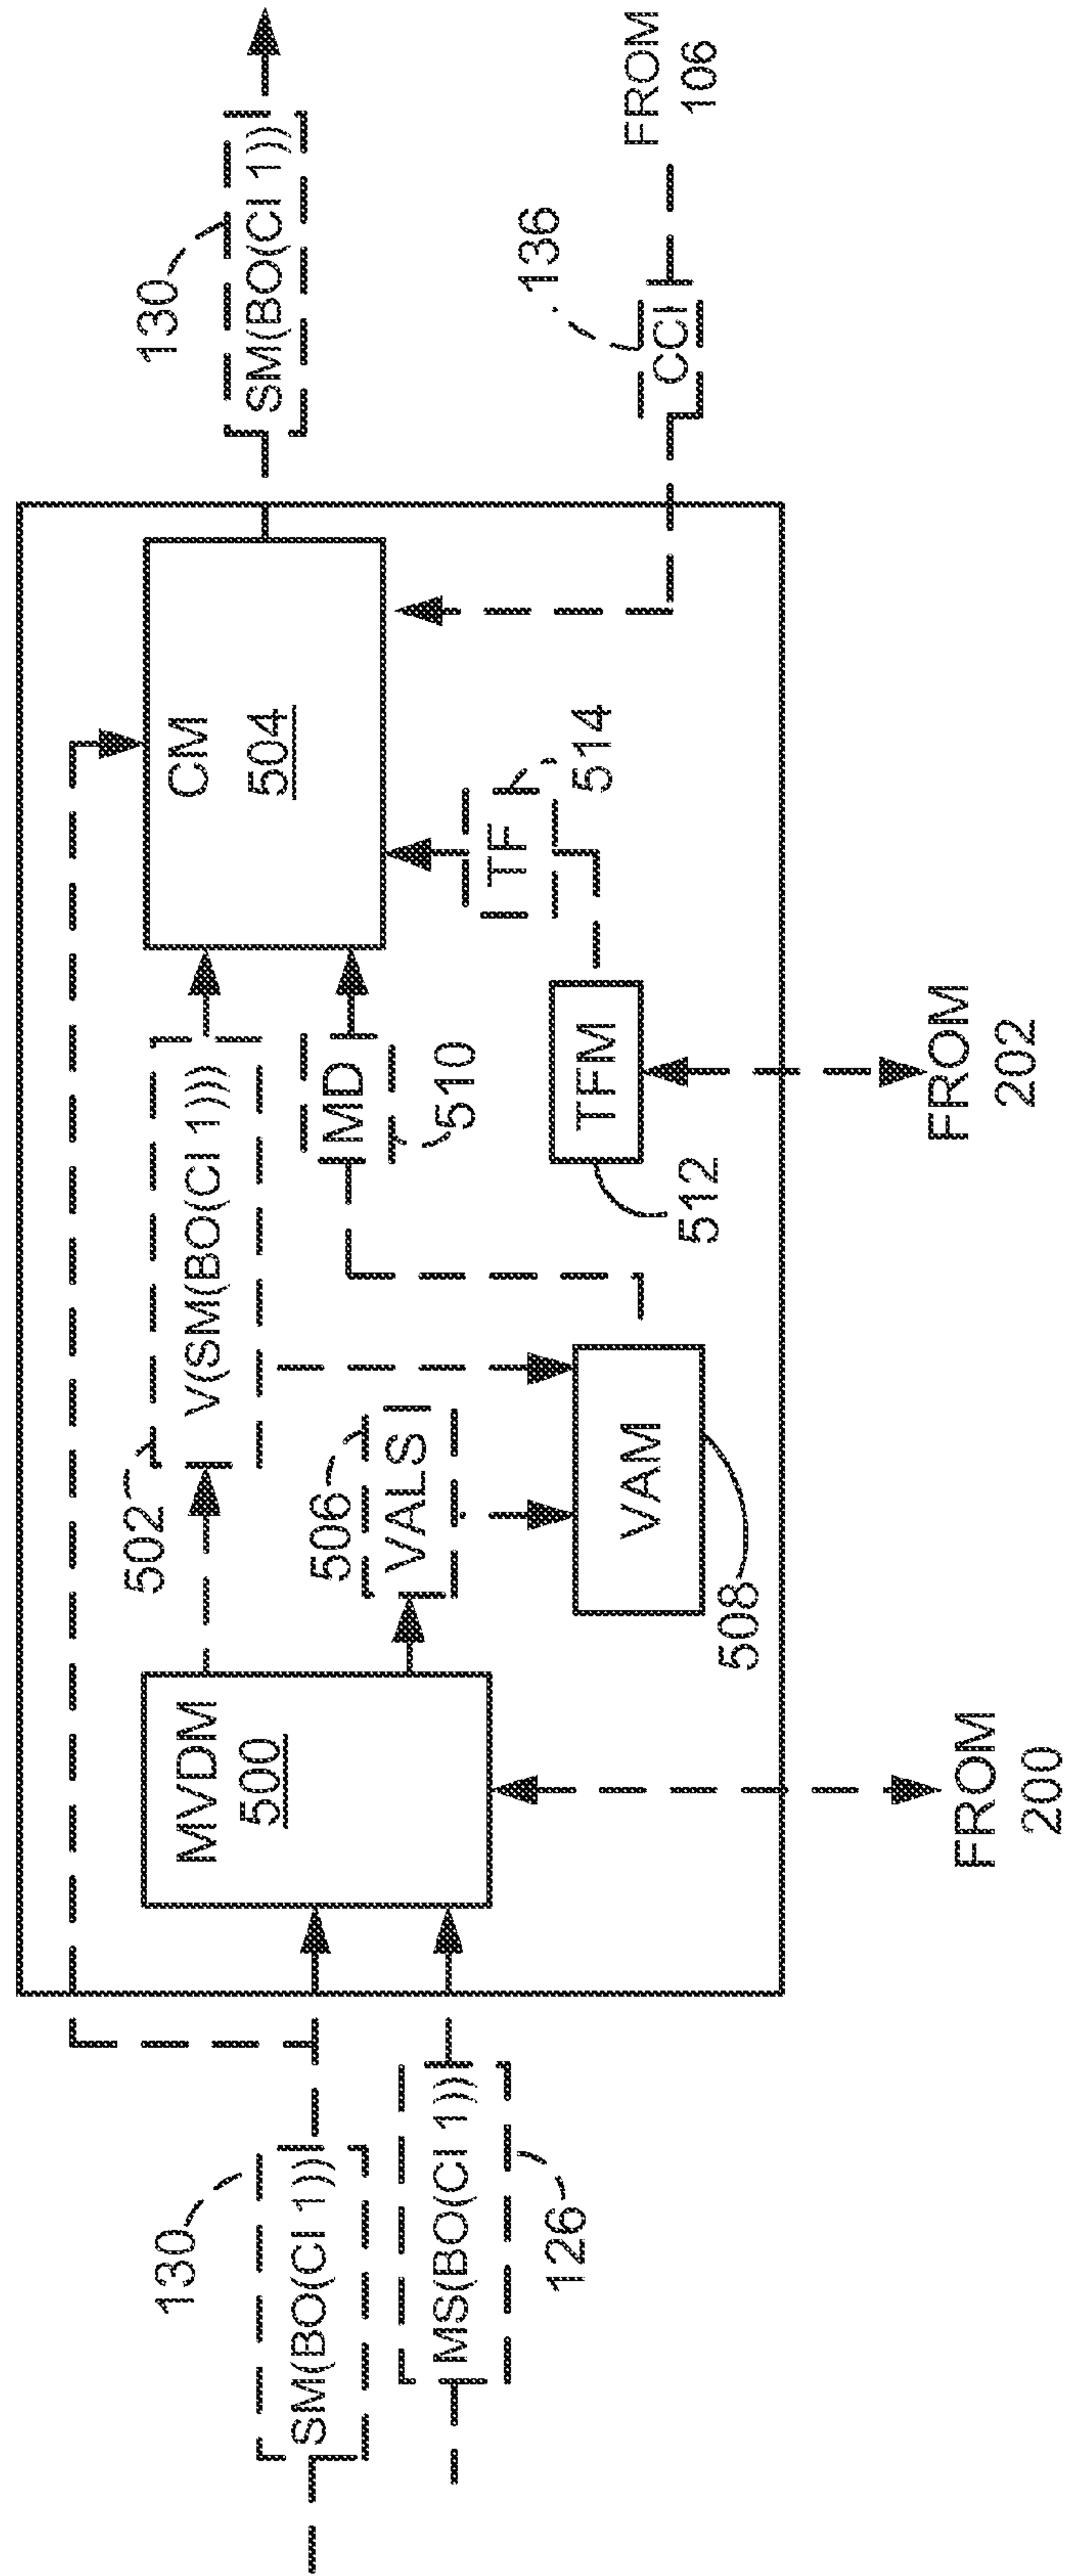 130
SM(BO(CI 1)))
MS(BO(CI 1)))
126
MVDM
500
FROM
200
502
V(SM(BO(CI 1)))
506
VALS
VAM
508
MD
510
TFM
512
FROM
202
TF
514
CM
504
130
SM(BO(CI 1))
136
CCI
FROM
106